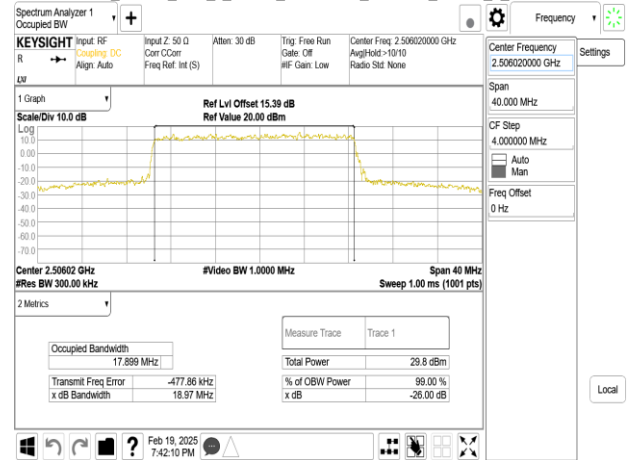 Spectrum Analyzer 1
Occupied BW
Frequency
KEYSIGHT
R
LXI
Input: RF
Coupling: DC
Align: Auto
Input Z: 50 Ω
Corr CCorr
Freq Ref: Int (S)
Atten: 30 dB
Trig: Free Run
Gate: Off
#IF Gain: Low
Center Freq: 2.506020000 GHz
Avg|Hold:>10/10
Radio Std: None
Center Frequency
2.506020000 GHz
Settings
Span
40.000 MHz
CF Step
4.000000 MHz
Auto
Man
Freq Offset
0 Hz
Local
1 Graph
Scale/Div 10.0 dB
Ref Lvl Offset 15.39 dB
Ref Value 20.00 dBm
Log
10.0
0.00
-10.0
-20.0
-30.0
-40.0
-50.0
-60.0
-70.0
Center 2.50602 GHz
#Video BW 1.0000 MHz
Span 40 MHz
#Res BW 300.00 kHz
Sweep 1.00 ms (1001 pts)
2 Metrics
Measure Trace
Trace 1
Occupied Bandwidth
17.899 MHz
Total Power
29.8 dBm
Transmit Freq Error
-477.86 kHz
% of OBW Power
99.00 %
x dB Bandwidth
18.97 MHz
x dB
-26.00 dB
?
Feb 19, 2025
7:42:10 PM